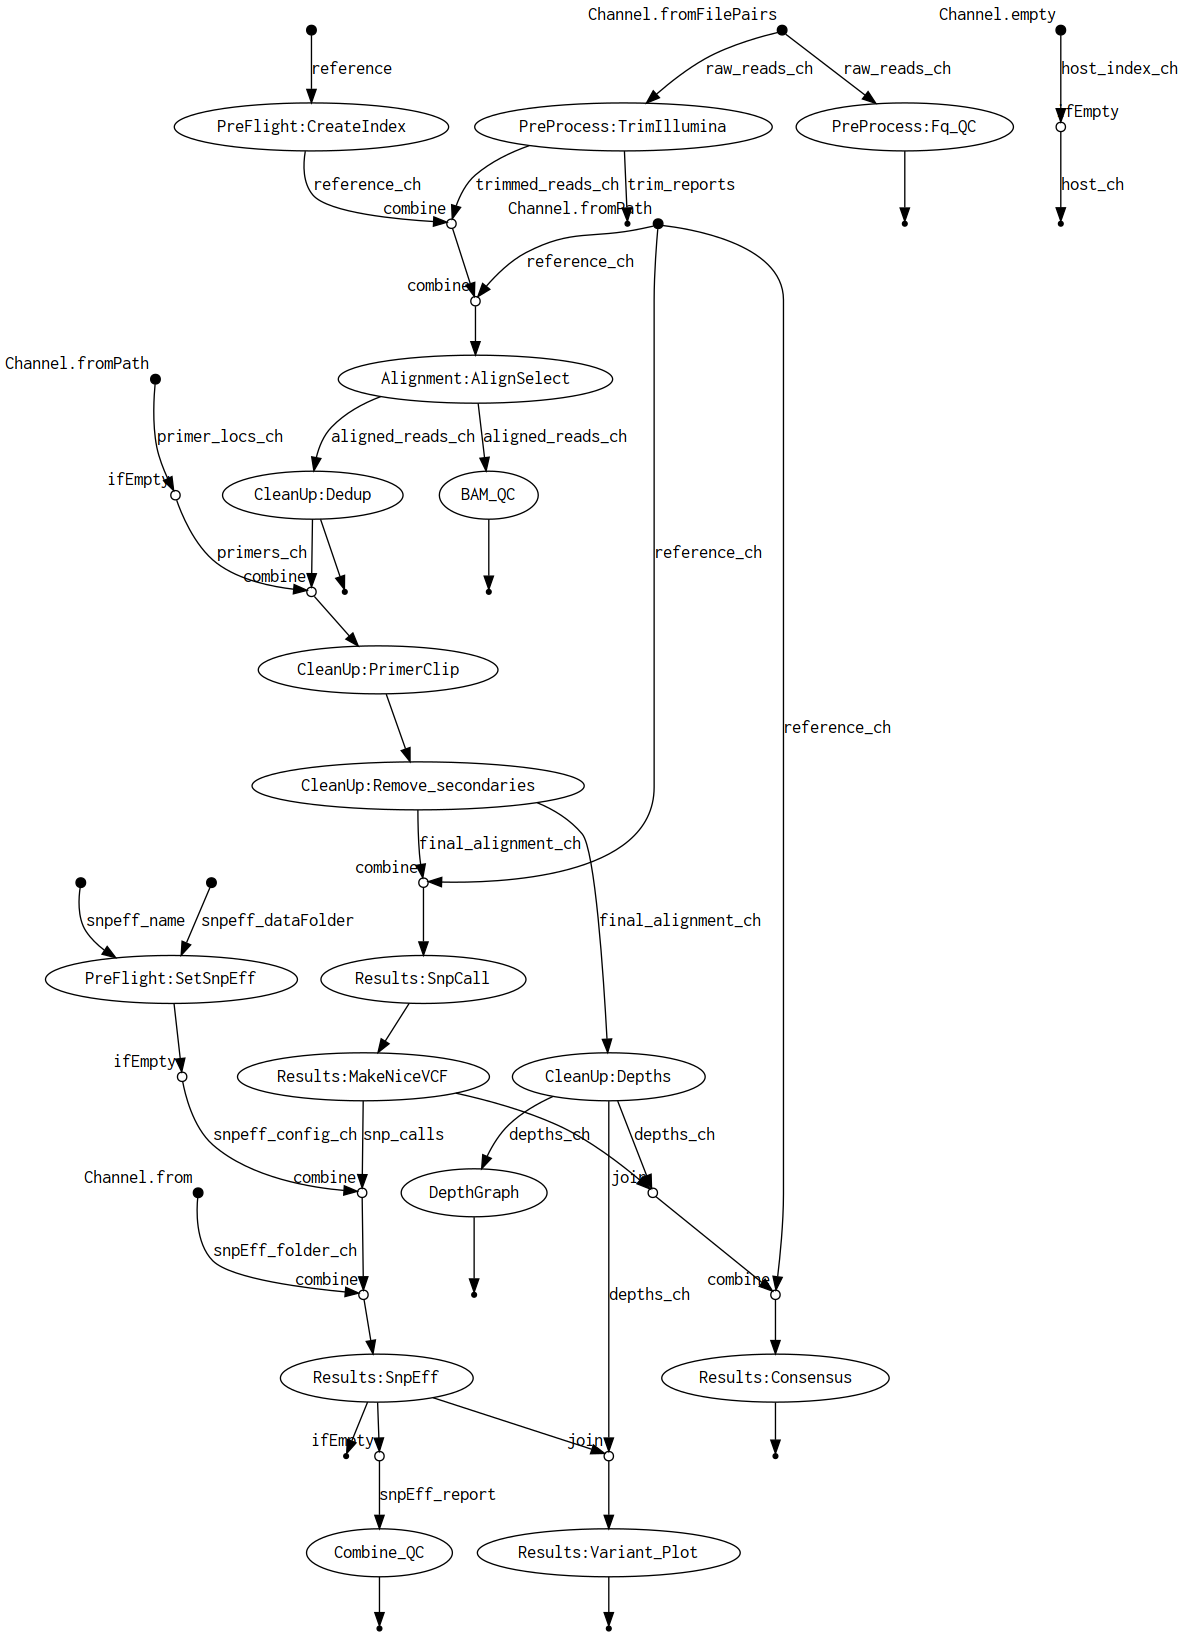 Channel.fromFilePairs
Channel.empty
reference
raw_reads_ch
raw_reads_ch
host_index_ch
PreFlight:CreateIndex
PreProcess:TrimIllumina
PreProcess:Fq_QC
ifEmpty
reference_ch
trimmed_reads_ch
trim_reports
host_ch
combine
Channel.fromPath
reference_ch
combine
Channel.fromPath
Alignment:AlignSelect
primer_locs_ch
aligned_reads_ch
aligned_reads_ch
ifEmpty
CleanUp:Dedup
BAM_QC
primers_ch
reference_ch
combine
CleanUp:PrimerClip
reference_ch
CleanUp:Remove_secondaries
final_alignment_ch
combine
snpeff_name
snpeff_dataFolder
final_alignment_ch
PreFlight:SetSnpEff
Results:SnpCall
ifEmpty
Results:MakeNiceVCF
CleanUp:Depths
snpeff_config_ch
snp_calls
depths_ch
depths_ch
Channel.from
combine
DepthGraph
join
snpEff_folder_ch
combine
combine
depths_ch
Results:SnpEff
Results:Consensus
ifEmpty
join
snpEff_report
Combine_QC
Results:Variant_Plot